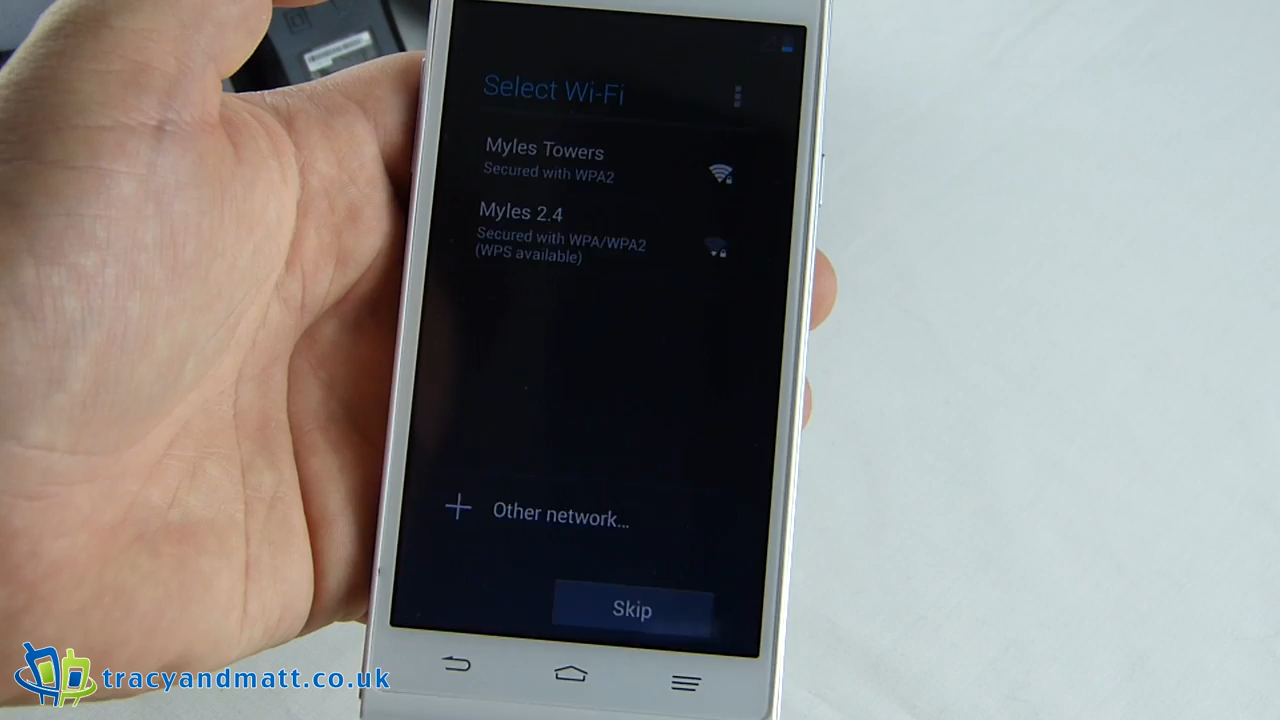 Select Wi-Fi
Myles Towers
Secured with WPA2
Myles 2.4
Secured with WPA/WPA2
(WPS available)
Other network...
Skip
tracyandmatt.co.uk